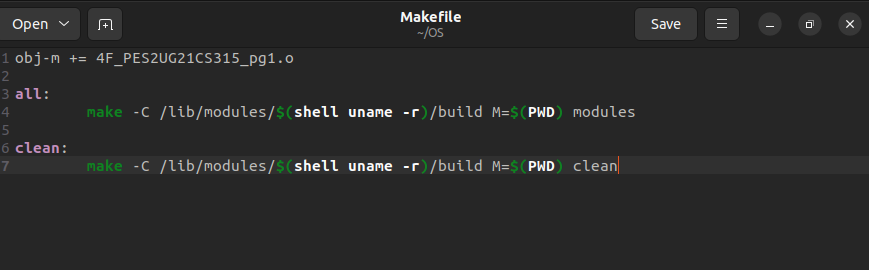 Open
Makefile
~/OS
Save
1 obj-m += 4F_PES2UG21CS315_pg1.o
2
3 all:
4 make -C /lib/modules/$(shell uname -r)/build M=$(PWD) modules
5
6 clean:
7 make -C /lib/modules/$(shell uname -r)/build M=$(PWD) clean